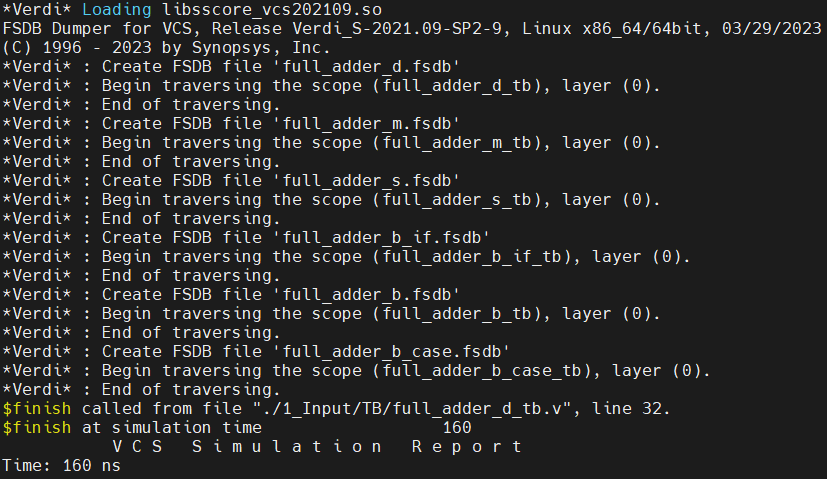 *Verdi* Loading libsscore_vcs202109.so
FSDB Dumper for VCS, Release Verdi_S-2021.09-SP2-9, Linux x86_64/64bit, 03/29/2023
(C) 1996 - 2023 by Synopsys, Inc.
*Verdi* : Create FSDB file 'full_adder_d.fsdb'
*Verdi* : Begin traversing the scope (full_adder_d_tb), layer (0).
*Verdi* : End of traversing.
*Verdi* : Create FSDB file 'full_adder_m.fsdb'
*Verdi* : Begin traversing the scope (full_adder_m_tb), layer (0).
*Verdi* : End of traversing.
*Verdi* : Create FSDB file 'full_adder_s.fsdb'
*Verdi* : Begin traversing the scope (full_adder_s_tb), layer (0).
*Verdi* : End of traversing.
*Verdi* : Create FSDB file 'full_adder_b_if.fsdb'
*Verdi* : Begin traversing the scope (full_adder_b_if_tb), layer (0).
*Verdi* : End of traversing.
*Verdi* : Create FSDB file 'full_adder_b.fsdb'
*Verdi* : Begin traversing the scope (full_adder_b_tb), layer (0).
*Verdi* : End of traversing.
*Verdi* : Create FSDB file 'full_adder_b_case.fsdb'
*Verdi* : Begin traversing the scope (full_adder_b_case_tb), layer (0).
*Verdi* : End of traversing.
$finish called from file "./1_Input/TB/full_adder_d_tb.v", line 32.
$finish at simulation time                  160
           V C S   S i m u l a t i o n   R e p o r t
Time: 160 ns